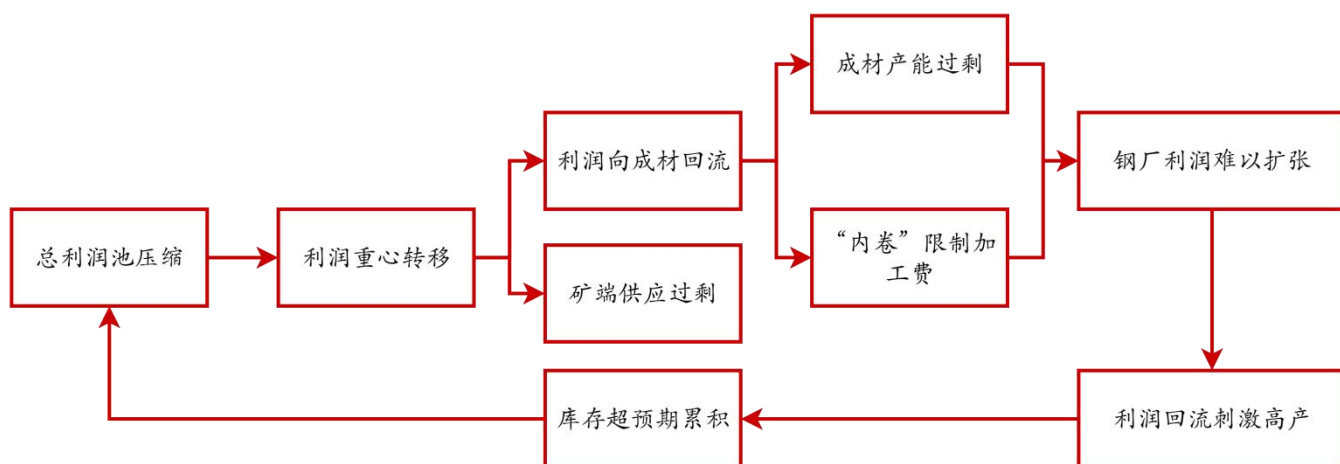 成材产能过剩
利润向成材回流
钢厂利润难以扩张
总利润池压缩
利润重心转移
“内卷”限制加
工费
矿端供应过剩
库存超预期累积
利润回流刺激高产